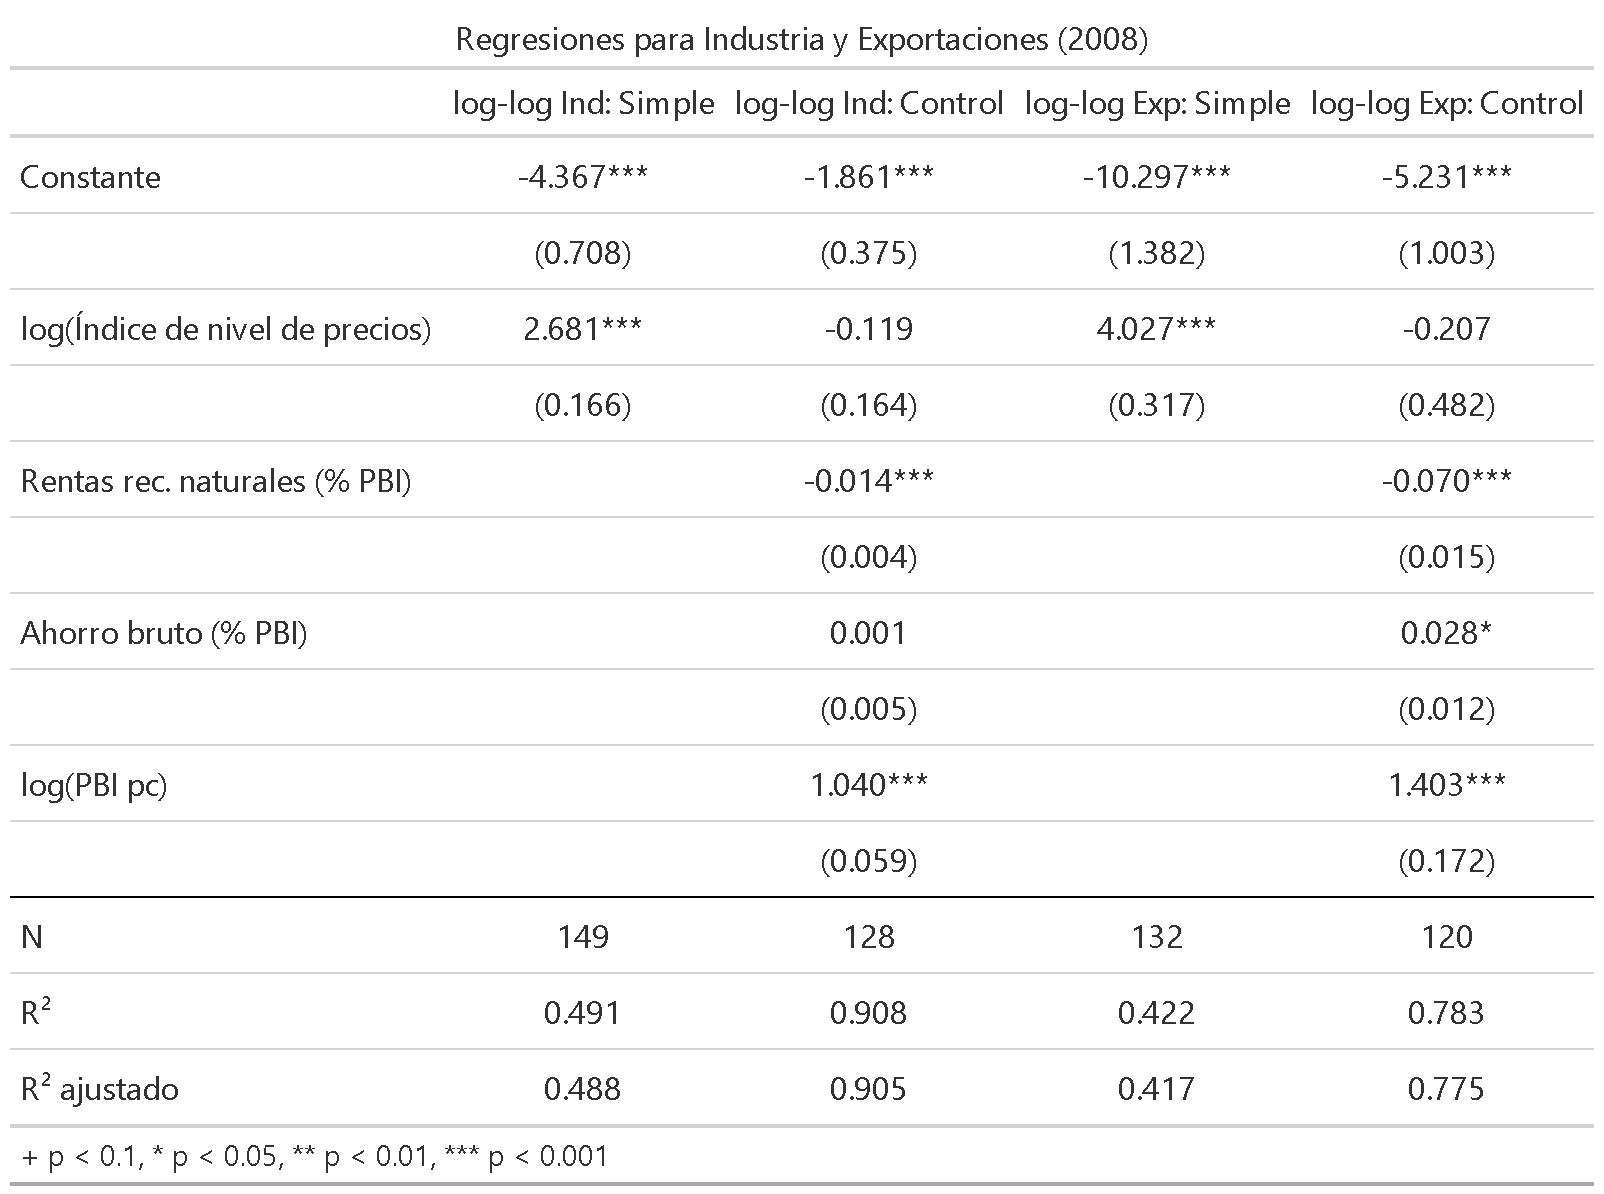 Regresiones para Industria y Exportaciones (2008)
log-log Ind: Simple log-log Ind: Control log-log Exp: Simple log-log Exp: Control
Constante -4.367*** -1.861*** -10.297*** -5.231***
(0.708) (0.375) (1.382) (1.003)
log(Índice de nivel de precios) 2.681*** -0.119 4.027*** -0.207
(0.166) (0.164) (0.317) (0.482)
Rentas rec. naturales (% PBI) -0.014*** -0.070***
(0.004) (0.015)
Ahorro bruto (% PBI) 0.001 0.028*
(0.005) (0.012)
log(PBI pc) 1.040*** 1.403***
(0.059) (0.172)
N 149 128 132 120
R² 0.491 0.908 0.422 0.783
R² ajustado 0.488 0.905 0.417 0.775
+ p < 0.1, * p < 0.05, ** p < 0.01, *** p < 0.001